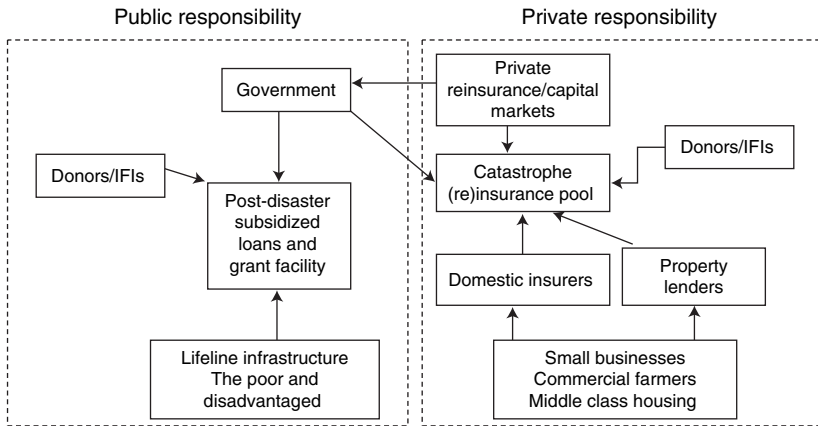 Public responsibility
Private responsibility
Government
Private
reinsurance/capital
markets
Donors/IFIs
Post-disaster
subsidized
loans and
grant facility
Catastrophe
(re)insurance pool
Donors/IFIs
Domestic insurers
Property
lenders
Lifeline infrastructure
The poor and
disadvantaged
Small businesses
Commercial farmers
Middle class housing